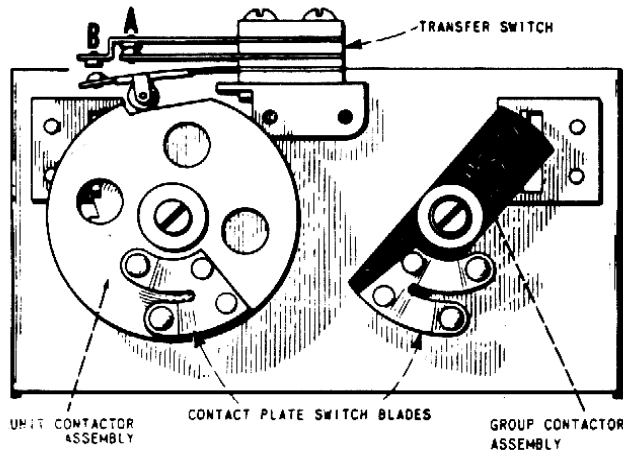 TRANSFER SWITCH
B A
UNIT CONTACTOR
ASSEMBLY
CONTACT PLATE SWITCH BLADES
GROUP CONTACTOR
ASSEMBLY